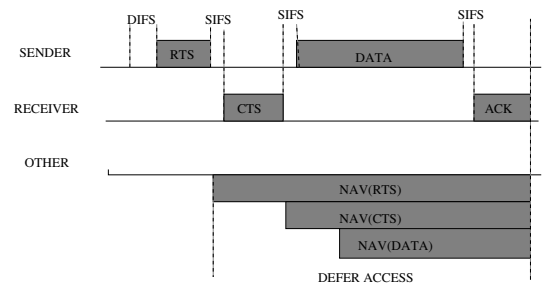 DIFS SIFS SIFS SIFS
SENDER RTS DATA
RECEIVER CTS ACK
OTHER
NAV(RTS)
NAV(CTS)
NAV(DATA)
DEFER ACCESS